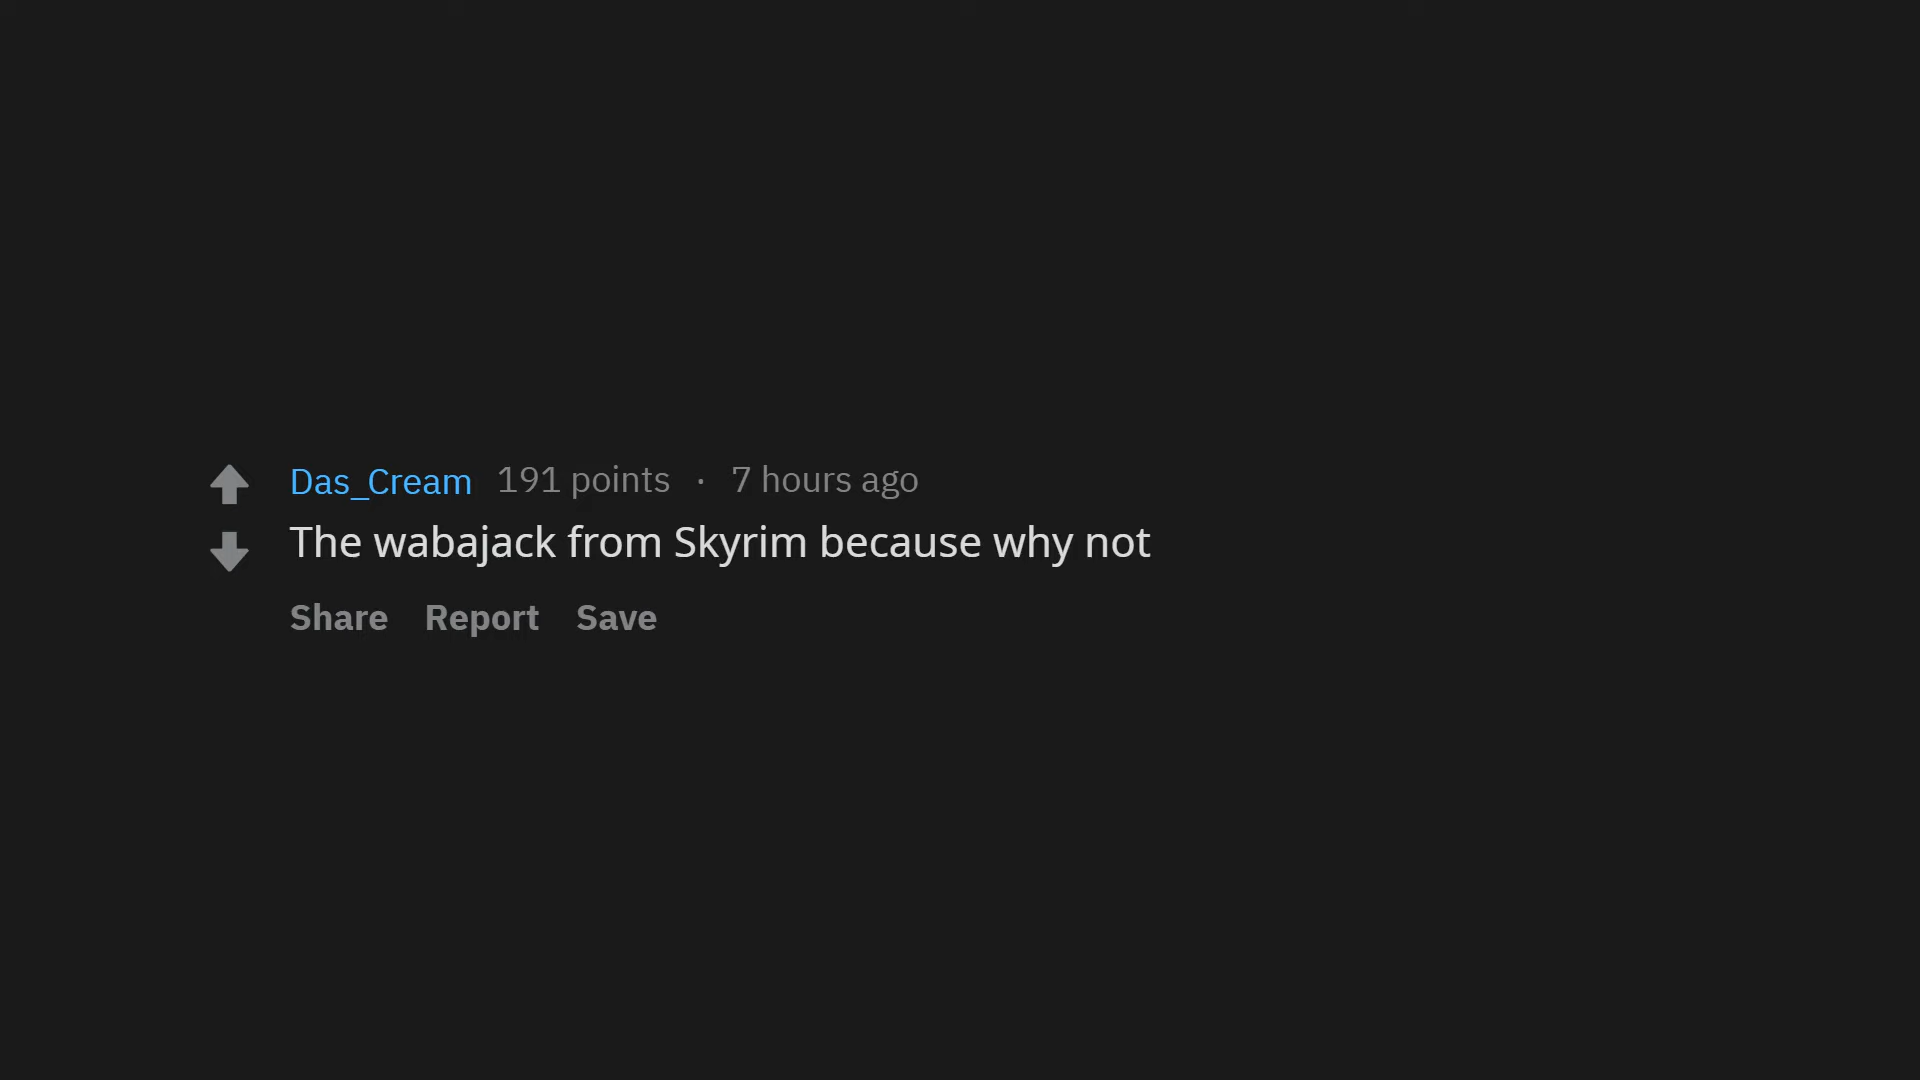 Das_Cream 191 points · 7 hours ago
The wabajack from Skyrim because why not
Share Report Save